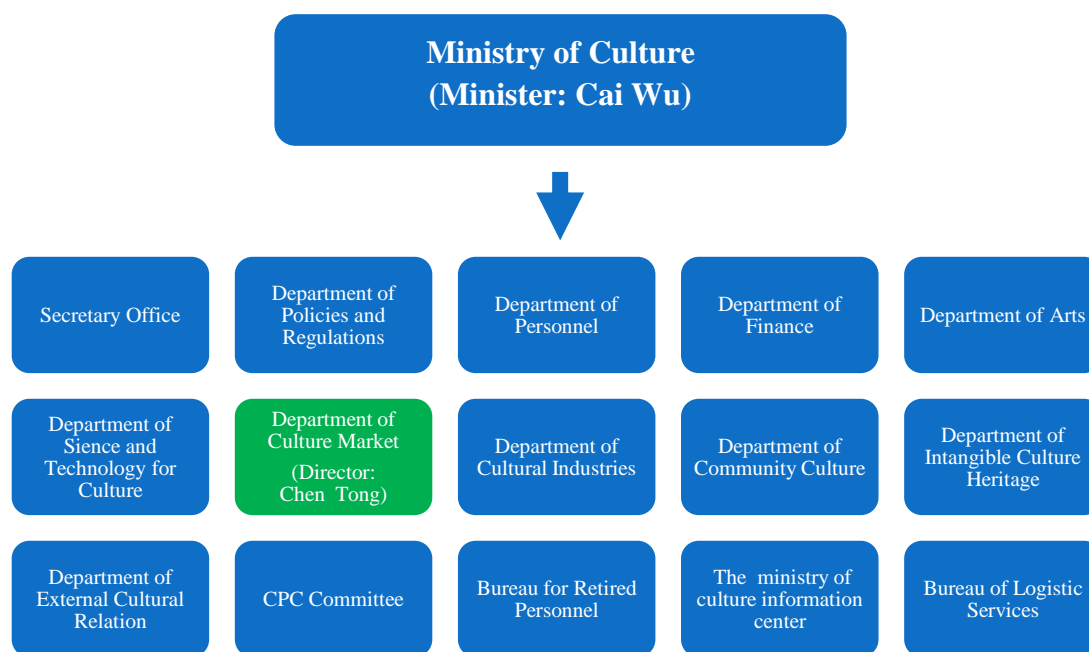 Ministry of Culture
(Minister: Cai Wu)
Secretary Office
Department of
Policies and
Regulations
Department of
Personnel
Department of
Finance
Department of Arts
Department of
Sience and
Technology for
Culture
Department of
Culture Market
(Director:
Chen Tong)
Department of
Cultural Industries
Department of
Community Culture
Department of
Intangible Culture
Heritage
Department of
External Cultural
Relation
CPC Committee
Bureau for Retired
Personnel
The ministry of
culture information
center
Bureau of Logistic
Services